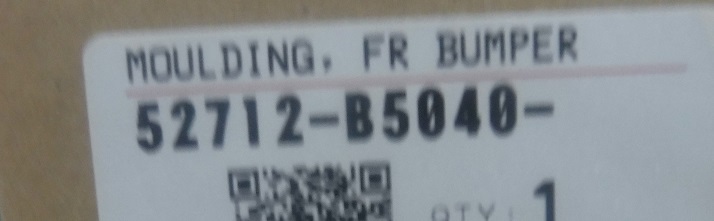 MOULDING, FR BUMPER
52712-B5040-
QTY: 1